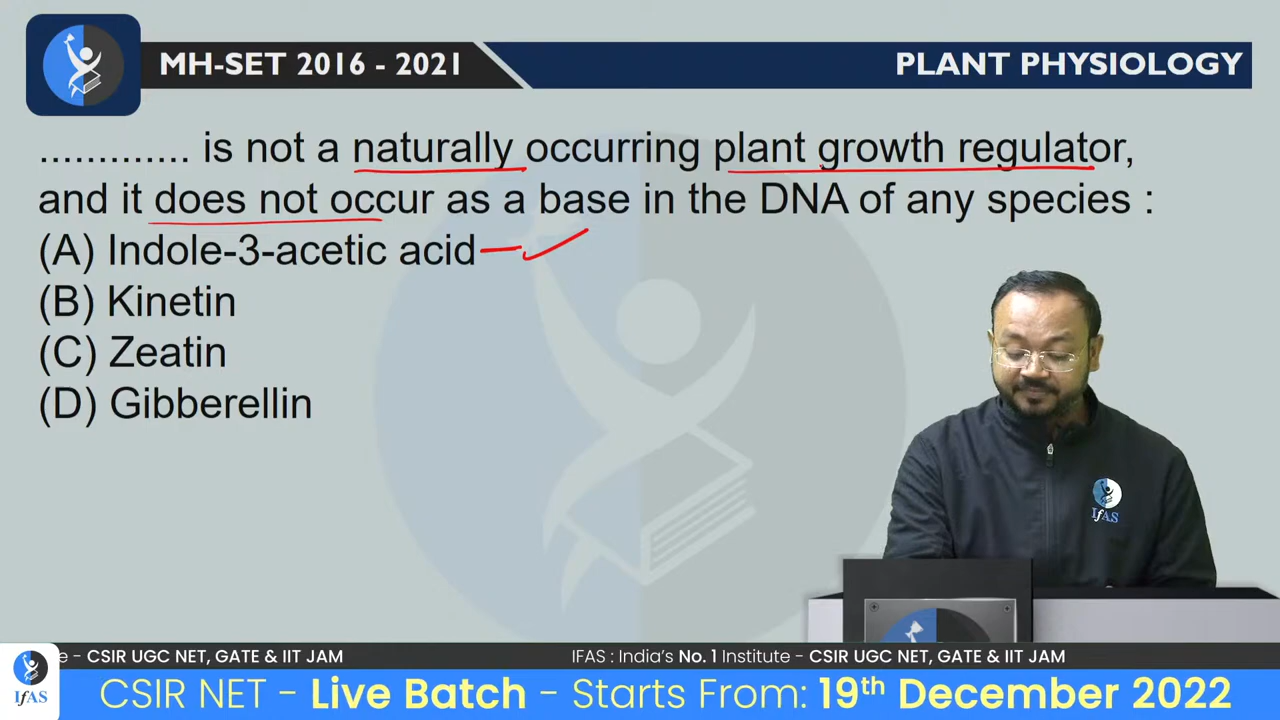 MH-SET 2016 - 2021
PLANT PHYSIOLOGY
............. is not a naturally occurring plant growth regulator,
and it does not occur as a base in the DNA of any species :
(A) Indole-3-acetic acid
(B) Kinetin
(C) Zeatin
(D) Gibberellin
IfAS
e - CSIR UGC NET, GATE & IIT JAM
IFAS : India's No. 1 Institute - CSIR UGC NET, GATE & IIT JAM
IfAS
CSIR NET - Live Batch - Starts From: 19th December 2022